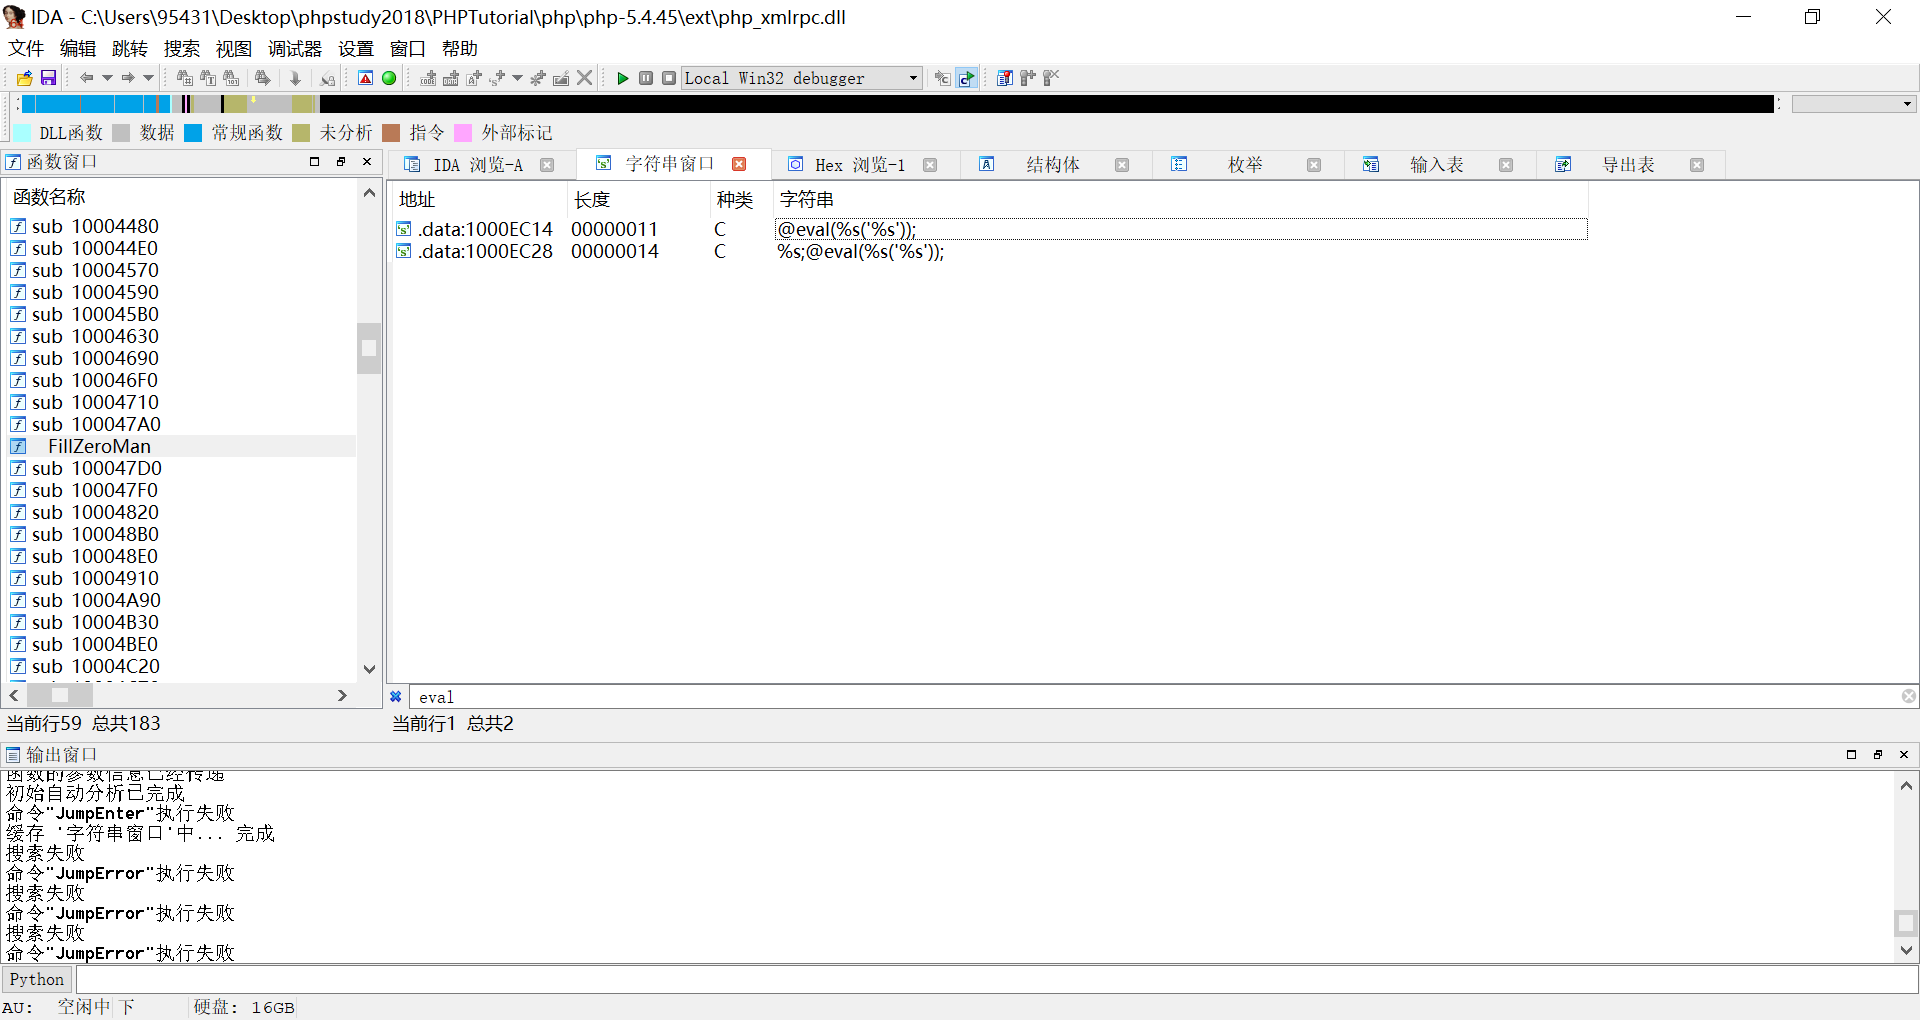 IDA - C:\Users\95431\Desktop\phpstudy2018\PHPTutorial\php\php-5.4.45\ext\php_xmlrpc.dll
文件 编辑 跳转 搜索 视图 调试器 设置 窗口 帮助
Local Win32 debugger
DLL函数 数据 常规函数 未分析 指令 外部标记
函数窗口
IDA 浏览-A 字符串窗口 Hex 浏览-1 结构体 枚举 输入表 导出表
函数名称
sub 10004480
sub 100044E0
sub 10004570
sub 10004590
sub 100045B0
sub 10004630
sub 10004690
sub 100046F0
sub 10004710
sub 100047A0
FillZeroMan
sub 100047D0
sub 100047F0
sub 10004820
sub 100048B0
sub 100048E0
sub 10004910
sub 10004A90
sub 10004B30
sub 10004BE0
sub 10004C20
当前行59 总共183
地址 长度 种类 字符串
.data:1000EC14 00000011 C @eval(%s('%s'));
.data:1000EC28 00000014 C %s;@eval(%s('%s'));
eval
当前行1 总共2
输出窗口
函数的参数信息已经传递
初始自动分析已完成
命令"JumpEnter"执行失败
缓存 '字符串窗口'中... 完成
搜索失败
命令"JumpError"执行失败
搜索失败
命令"JumpError"执行失败
搜索失败
命令"JumpError"执行失败
Python
AU: 空闲中 下 硬盘: 16GB